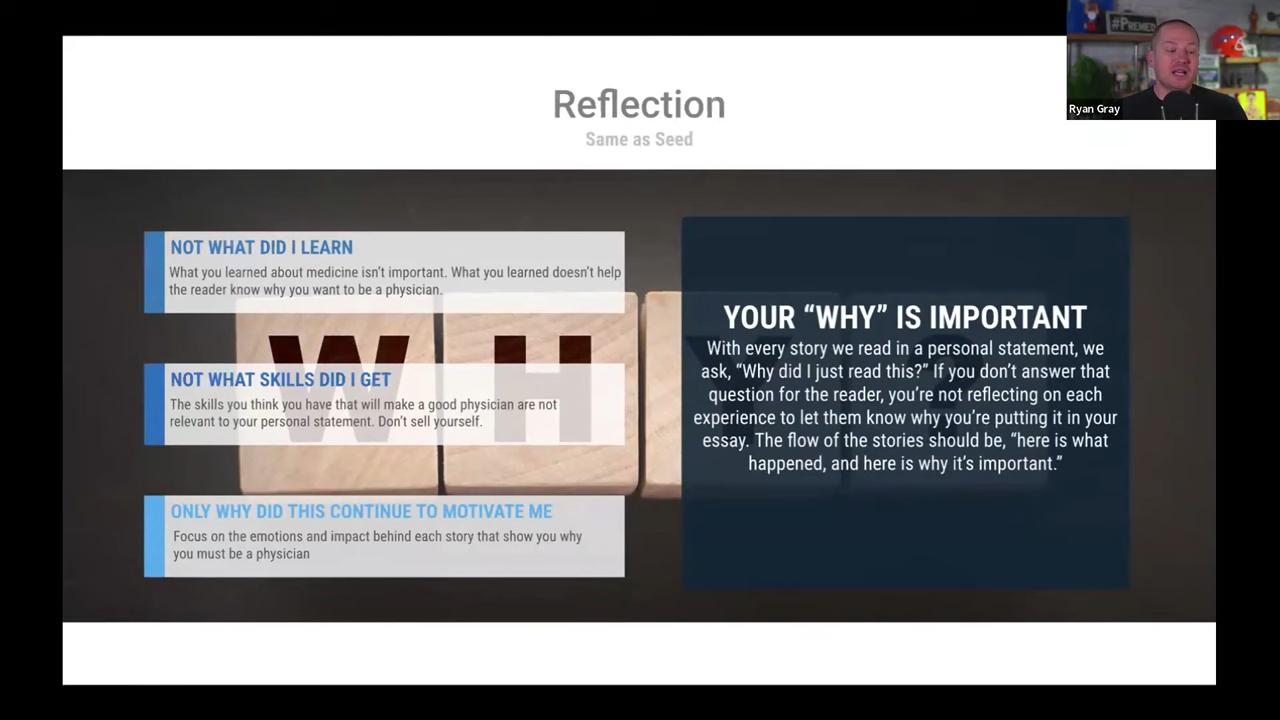 #PREMED
Ryan Gray
Reflection
Same as Seed
NOT WHAT DID I LEARN
What you learned about medicine isn't important. What you learned doesn't help
the reader know why you want to be a physician.
NOT WHAT SKILLS DID I GET
The skills you think you have that will make a good physician are not
relevant to your personal statement. Don't sell yourself.
ONLY WHY DID THIS CONTINUE TO MOTIVATE ME
Focus on the emotions and impact behind each story that show you why
you must be a physician
WHY?
YOUR “WHY” IS IMPORTANT
With every story we read in a personal statement, we
ask, “Why did I just read this?” If you don't answer that
question for the reader, you're not reflecting on each
experience to let them know why you're putting it in your
essay. The flow of the stories should be, “here is what
happened, and here is why it's important.”